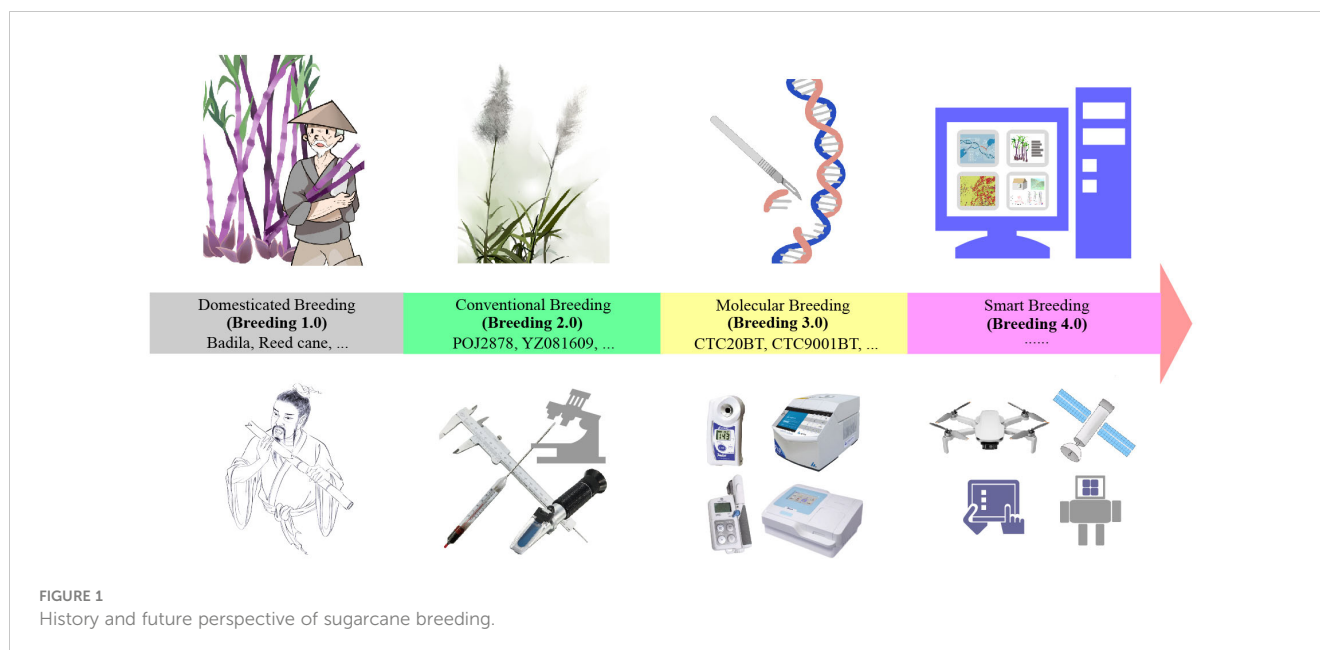 Domesticated Breeding
(Breeding 1.0)
Badila, Reed cane, ...
Conventional Breeding
(Breeding 2.0)
POJ2878, YZ081609, ...
Molecular Breeding
(Breeding 3.0)
CTC20BT, CTC9001BT, ...
Smart Breeding
(Breeding 4.0)
......
FIGURE 1
History and future perspective of sugarcane breeding.